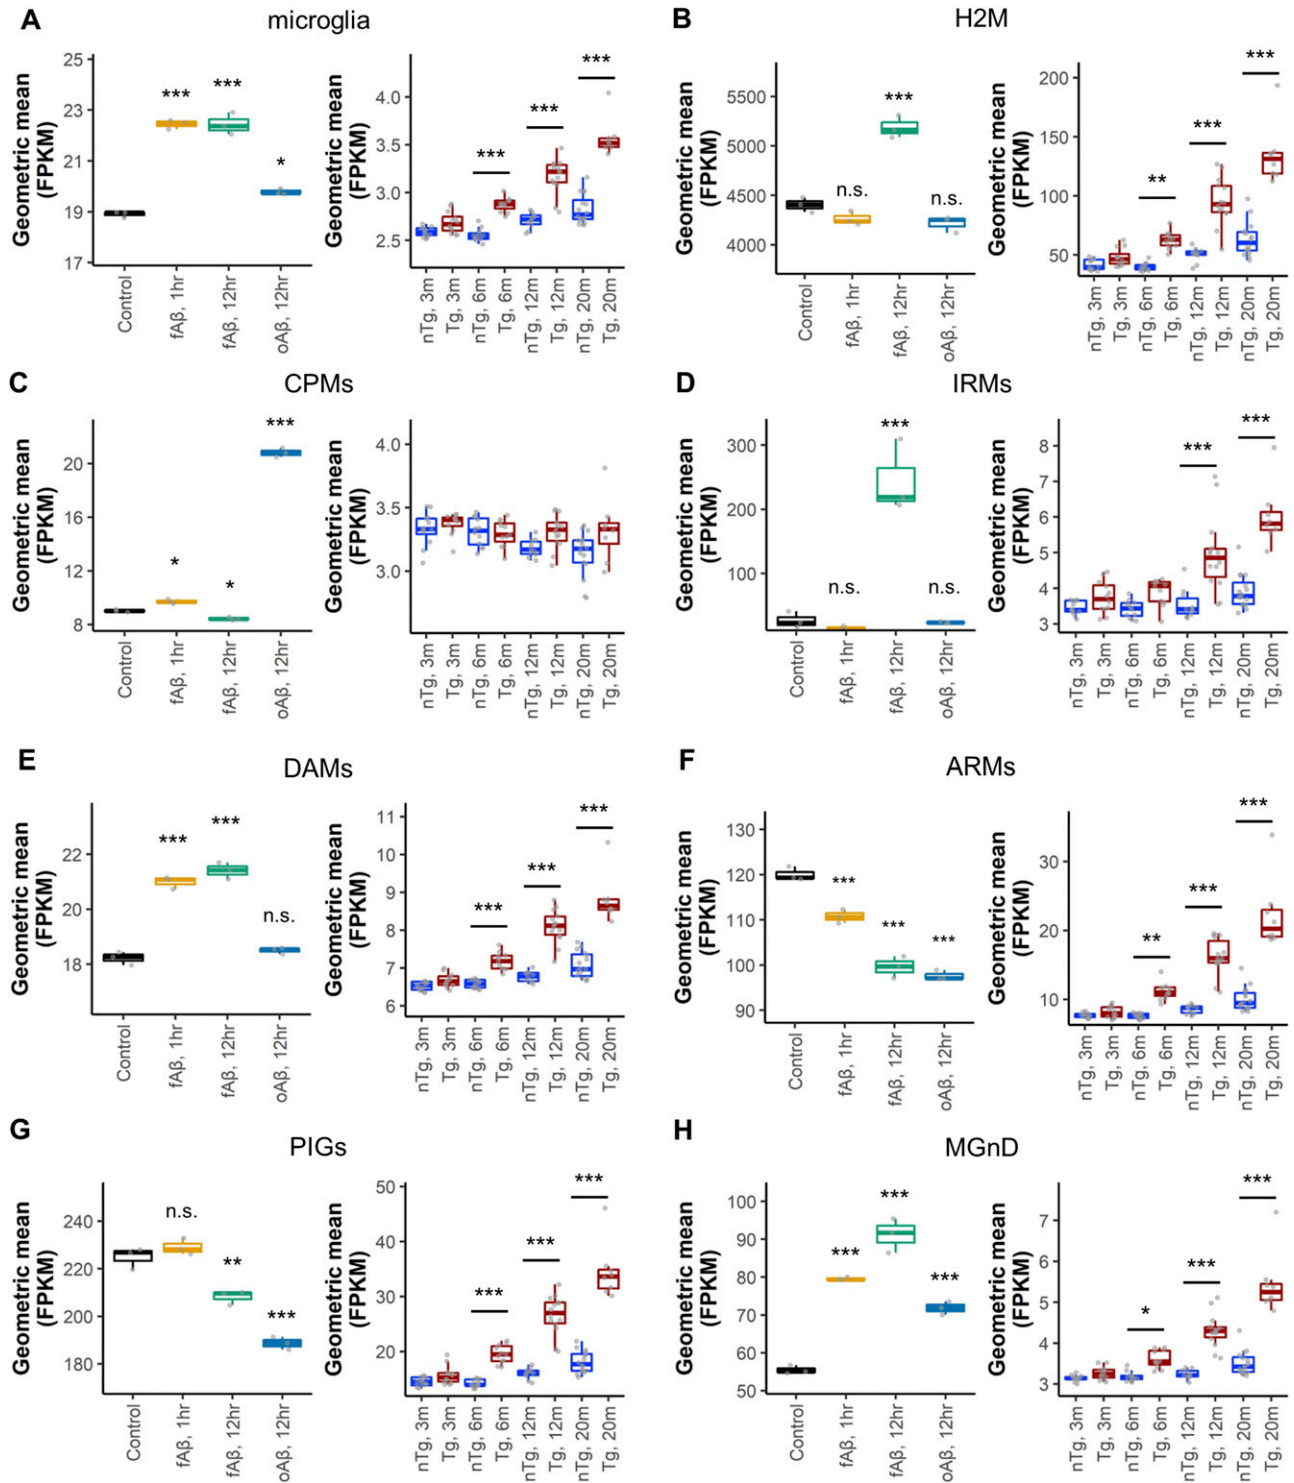 A
microglia
Geometric mean
(FPKM)
25
23
21
19
17
***
***
*
Control
fAβ, 1hr
fAβ, 12hr
oAβ, 12hr
Geometric mean
(FPKM)
4.0
3.5
3.0
2.5
***
***
***
nTg, 3m
Tg, 3m
nTg, 6m
Tg, 6m
nTg, 12m
Tg, 12m
nTg, 20m
Tg, 20m
B
H2M
Geometric mean
(FPKM)
5500
5000
4500
4000
n.s.
***
n.s.
Control
fAβ, 1hr
fAβ, 12hr
oAβ, 12hr
Geometric mean
(FPKM)
200
150
100
50
**
***
***
nTg, 3m
Tg, 3m
nTg, 6m
Tg, 6m
nTg, 12m
Tg, 12m
nTg, 20m
Tg, 20m
C
CPMs
Geometric mean
(FPKM)
20
16
12
8
*
*
***
Control
fAβ, 1hr
fAβ, 12hr
oAβ, 12hr
Geometric mean
(FPKM)
4.0
3.5
3.0
nTg, 3m
Tg, 3m
nTg, 6m
Tg, 6m
nTg, 12m
Tg, 12m
nTg, 20m
Tg, 20m
D
IRMs
Geometric mean
(FPKM)
300
200
100
n.s.
***
n.s.
Control
fAβ, 1hr
fAβ, 12hr
oAβ, 12hr
Geometric mean
(FPKM)
8
7
6
5
4
3
***
***
nTg, 3m
Tg, 3m
nTg, 6m
Tg, 6m
nTg, 12m
Tg, 12m
nTg, 20m
Tg, 20m
E
DAMs
Geometric mean
(FPKM)
22
20
18
***
***
n.s.
Control
fAβ, 1hr
fAβ, 12hr
oAβ, 12hr
Geometric mean
(FPKM)
11
10
9
8
7
6
***
***
***
nTg, 3m
Tg, 3m
nTg, 6m
Tg, 6m
nTg, 12m
Tg, 12m
nTg, 20m
Tg, 20m
F
ARMs
Geometric mean
(FPKM)
130
120
110
100
90
***
***
***
Control
fAβ, 1hr
fAβ, 12hr
oAβ, 12hr
Geometric mean
(FPKM)
30
20
10
**
***
***
nTg, 3m
Tg, 3m
nTg, 6m
Tg, 6m
nTg, 12m
Tg, 12m
nTg, 20m
Tg, 20m
G
PIGs
Geometric mean
(FPKM)
240
220
200
180
n.s.
**
***
Control
fAβ, 1hr
fAβ, 12hr
oAβ, 12hr
Geometric mean
(FPKM)
50
40
30
20
***
***
***
nTg, 3m
Tg, 3m
nTg, 6m
Tg, 6m
nTg, 12m
Tg, 12m
nTg, 20m
Tg, 20m
H
MGnD
Geometric mean
(FPKM)
100
90
80
70
60
50
***
***
***
Control
fAβ, 1hr
fAβ, 12hr
oAβ, 12hr
Geometric mean
(FPKM)
7
6
5
4
3
*
***
***
nTg, 3m
Tg, 3m
nTg, 6m
Tg, 6m
nTg, 12m
Tg, 12m
nTg, 20m
Tg, 20m